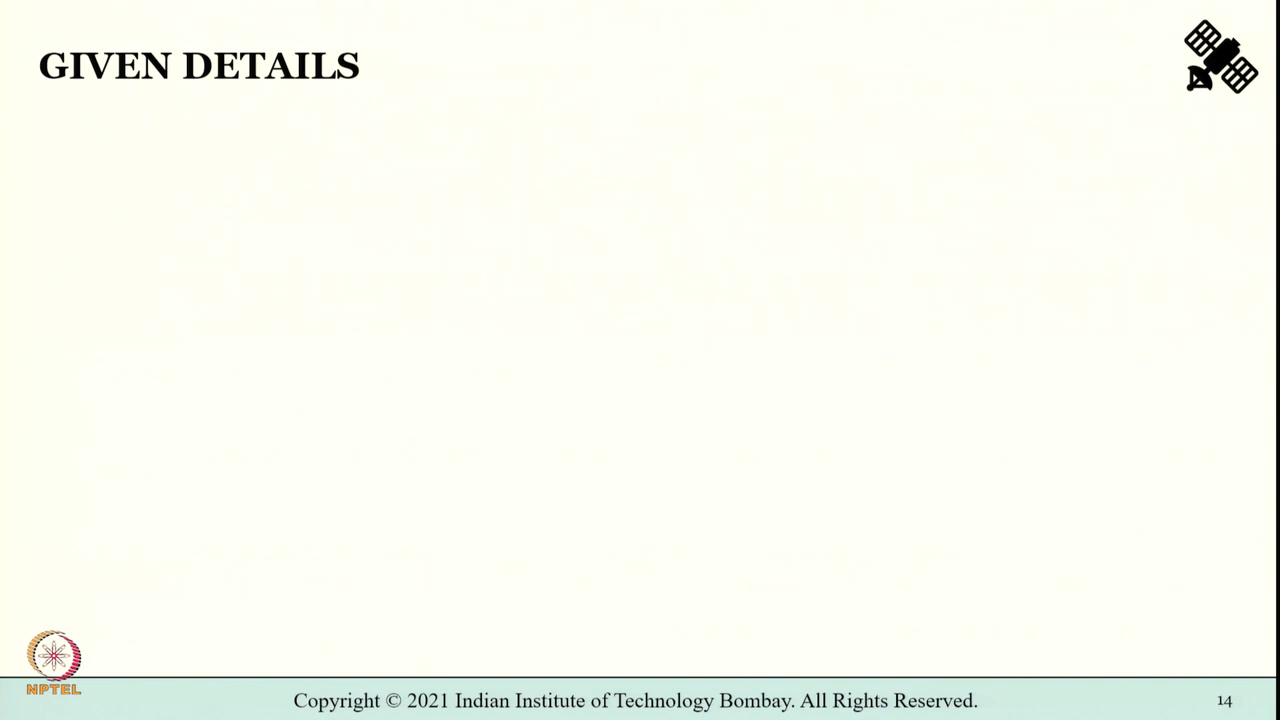 GIVEN DETAILS
NPTEL
Copyright © 2021 Indian Institute of Technology Bombay. All Rights Reserved.
14